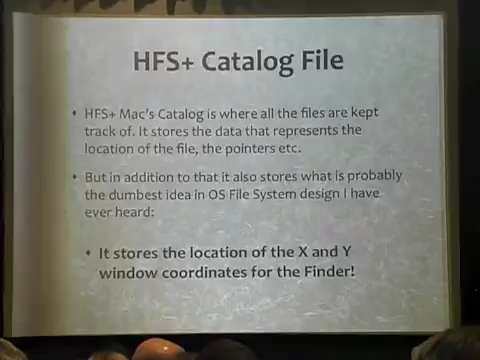 HFS+ Catalog File
• HFS+ Mac's Catalog is where all the files are kept
track of. It stores the data that represents the
location of the file, the pointers etc.
• But in addition to that it also stores what is probably
the dumbest idea in OS File System design I have
ever heard:
• It stores the location of the X and Y
window coordinates for the Finder!